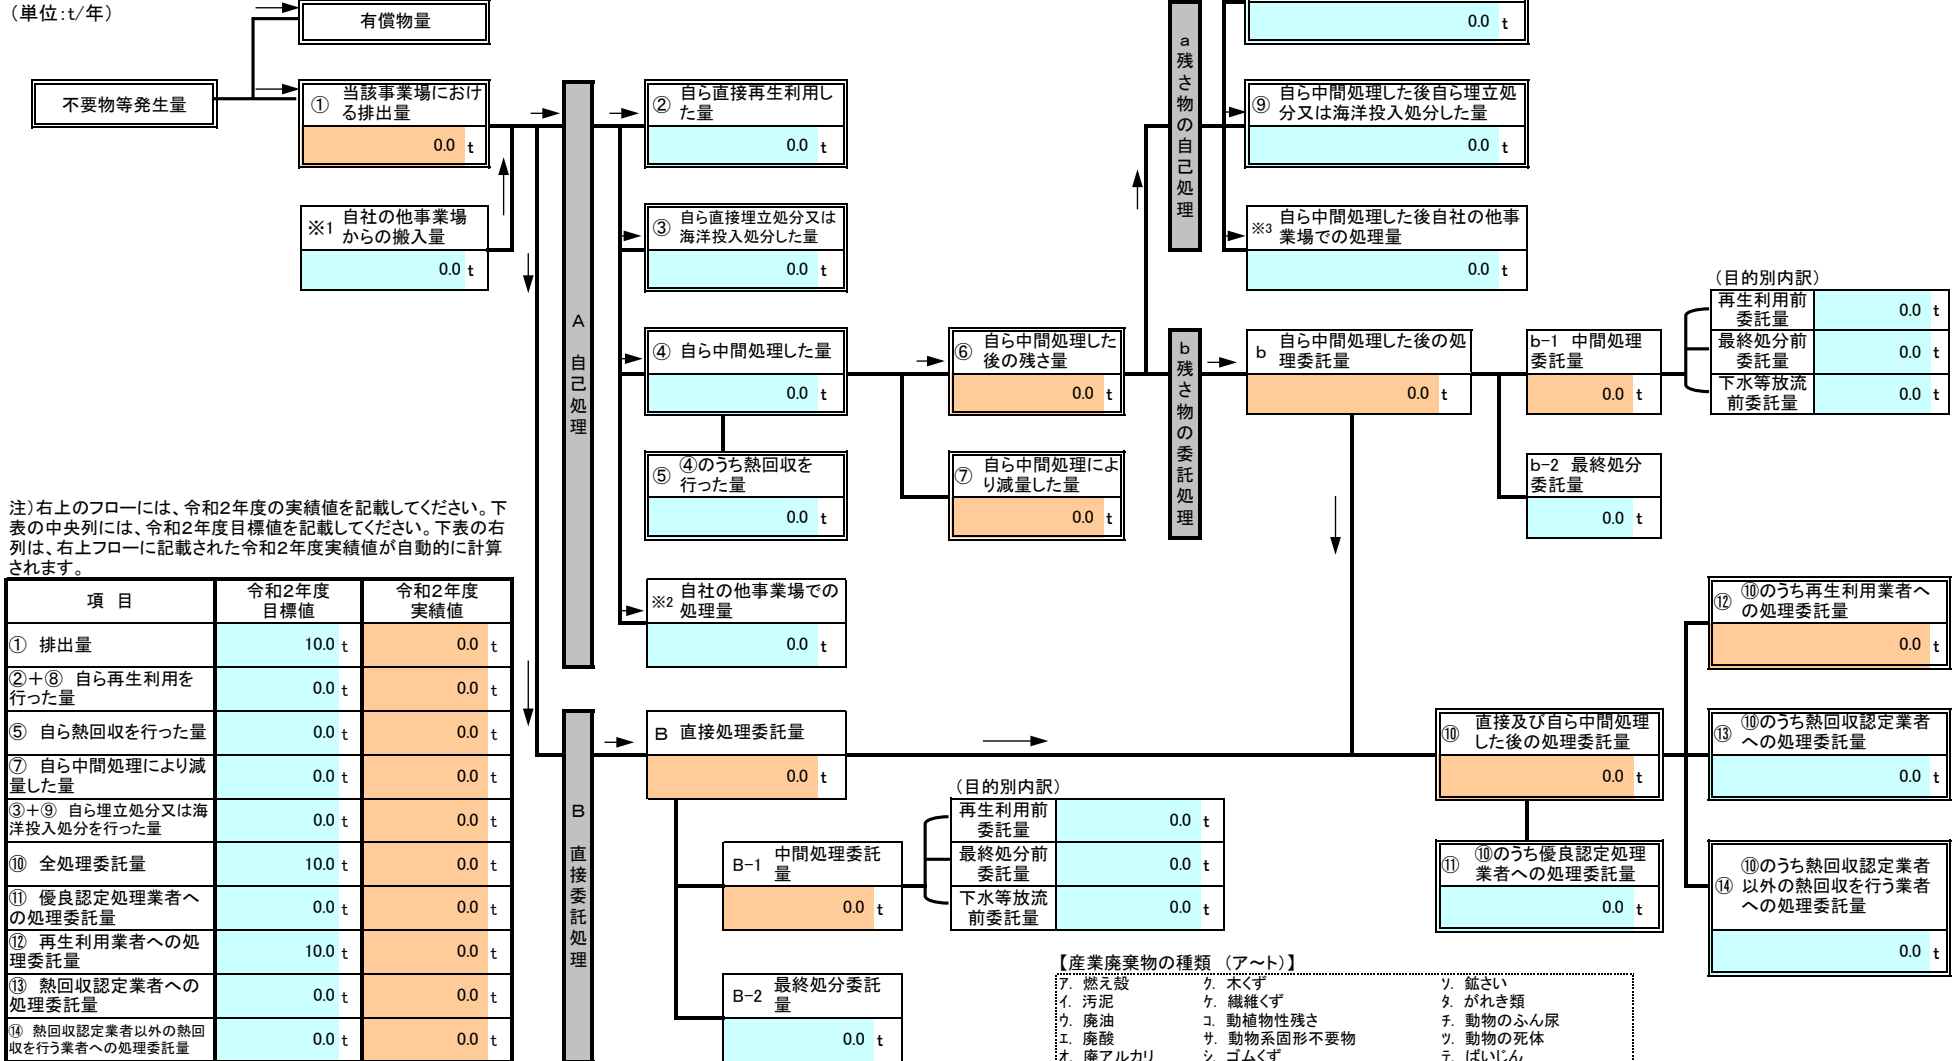 (単位:t/年)
有償物量
不要物等発生量
① 当該事業場におけ
る排出量
0.0 t
※1 自社の他事業場
からの搬入量
0.0 t
A 自己処理
② 自ら直接再生利用し
た量
0.0 t
③ 自ら直接埋立処分又は
海洋投入処分した量
0.0 t
④ 自ら中間処理した量
0.0 t
⑤ ④のうち熱回収を
行った量
0.0 t
※2 自社の他事業場での
処理量
0.0 t
⑥ 自ら中間処理した
後の残さ量
0.0 t
⑦ 自ら中間処理によ
り減量した量
0.0 t
a 残さ物の自己処理
0.0 t
⑨ 自ら中間処理した後自ら埋立処
分又は海洋投入処分した量
0.0 t
※3 自ら中間処理した後自社の他事
業場での処理量
0.0 t
b 残さ物の委託処理
b 自ら中間処理した後の処
理委託量
0.0 t
b-1 中間処理
委託量
0.0 t
(目的別内訳)
再生利用前
委託量
0.0 t
最終処分前
委託量
0.0 t
下水等放流
前委託量
0.0 t
b-2 最終処分
委託量
0.0 t
注)右上のフローには、令和2年度の実績値を記載してください。下
表の中央列には、令和2年度目標値を記載してください。下表の右
列は、右上フローに記載された令和2年度実績値が自動的に計算
されます。
項 目 令和2年度
目標値 令和2年度
実績値
① 排出量 10.0 t 0.0 t
②+⑧ 自ら再生利用を
行った量 0.0 t 0.0 t
⑤ 自ら熱回収を行った量 0.0 t 0.0 t
⑦ 自ら中間処理により減
量した量 0.0 t 0.0 t
③+⑨ 自ら埋立処分又は海
洋投入処分を行った量 0.0 t 0.0 t
⑩ 全処理委託量 10.0 t 0.0 t
⑪ 優良認定処理業者へ
の処理委託量 0.0 t 0.0 t
⑫ 再生利用業者への処
理委託量 10.0 t 0.0 t
⑬ 熱回収認定業者への
処理委託量 0.0 t 0.0 t
⑭ 熱回収認定業者以外の熱回
収を行う業者への処理委託量 0.0 t 0.0 t
B 直接委託処理
B 直接処理委託量
0.0 t
B-1 中間処理委託
量
0.0 t
B-2 最終処分委託
量
0.0 t
(目的別内訳)
再生利用前
委託量
0.0 t
最終処分前
委託量
0.0 t
下水等放流
前委託量
0.0 t
⑩ 直接及び自ら中間処理
した後の処理委託量
0.0 t
⑪ ⑩のうち優良認定処理
業者への処理委託量
0.0 t
⑫ ⑩のうち再生利用業者へ
の処理委託量
0.0 t
⑬ ⑩のうち熱回収認定業者
への処理委託量
0.0 t
⑭ ⑩のうち熱回収認定業者
以外の熱回収を行う業者
への処理委託量
0.0 t
【産業廃棄物の種類 (ア~ト)】
ア. 燃え殻 ク. 木くず ソ. 鉱さい
イ. 汚泥 ケ. 繊維くず タ. がれき類
ウ. 廃油 コ. 動植物性残さ チ. 動物のふん尿
エ. 廃酸 サ. 動物系固形不要物 ツ. 動物の死体
オ. 廃アルカリ シ. ゴムくず テ. ばいじん